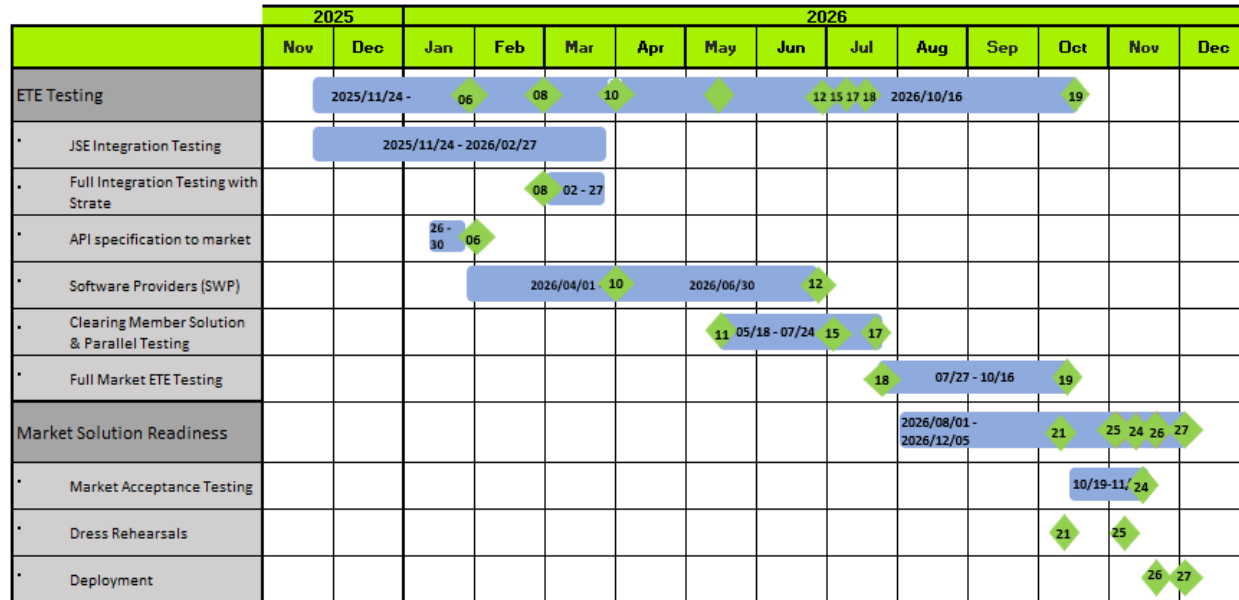 2025 2026
Nov Dec Jan Feb Mar Apr May Jun Jul Aug Sep Oct Nov Dec
ETE Testing 2025/11/24 - 06 08 10 12 15 17 18 2026/10/16 19
JSE Integration Testing 2025/11/24 - 2026/02/27
Full Integration Testing with
Strate 08 02 - 27
API specification to market 26 -
30 06
Software Providers (SWP) 2026/04/01 - 10 2026/06/30 12
Clearing Member Solution
& Parallel Testing 11 05/18 - 07/24 15 17
Full Market ETE Testing 18 07/27 - 10/16 19
Market Solution Readiness 2026/08/01 -
2026/12/05 21 25 24 26 27
Market Acceptance Testing 10/19-11/ 24
Dress Rehearsals 21 25
Deployment 26 27